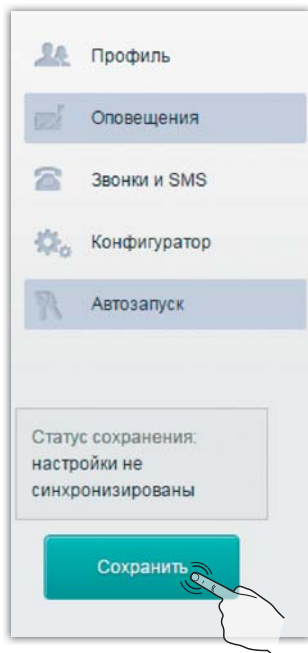 Профиль
Оповещения
Звонки и SMS
Конфигуратор
Автозапуск
Статус сохранения:
настройки не
синхронизированы
Сохранить